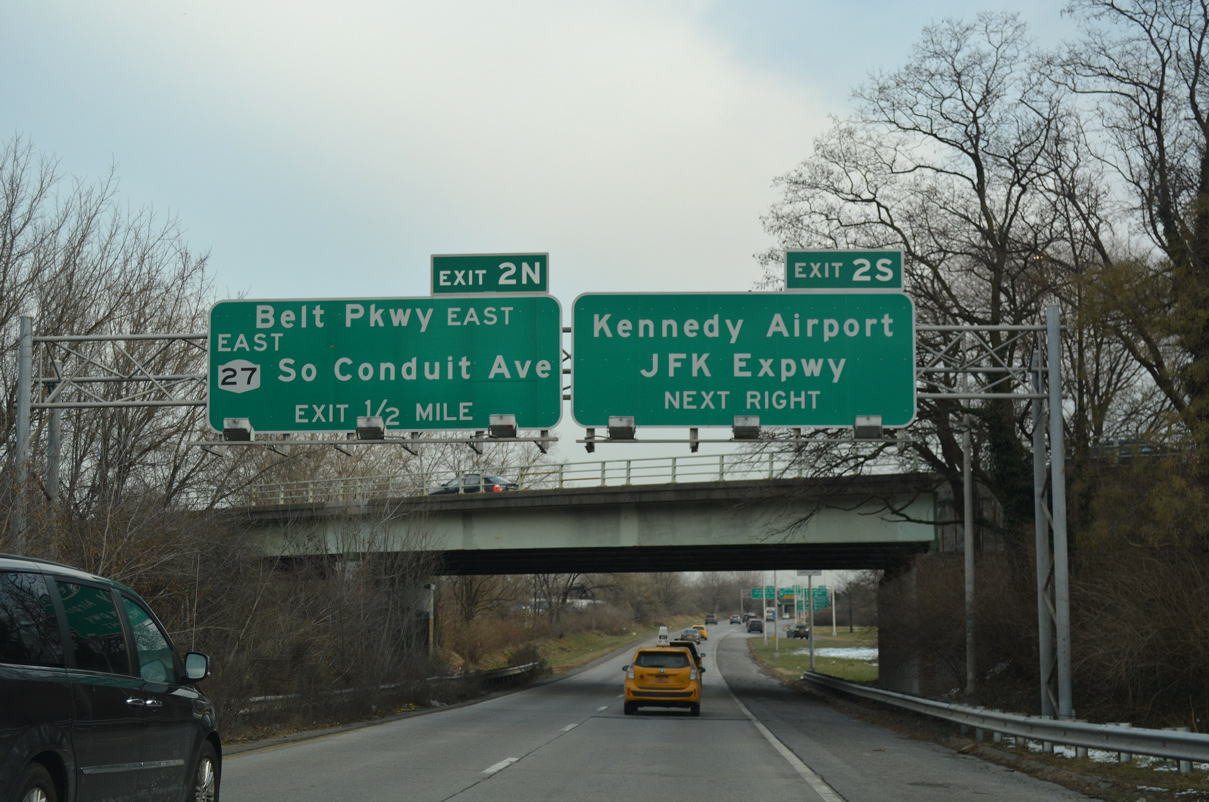 EXIT 2N
Belt Pkwy EAST
EAST
27 So Conduit Ave
EXIT 1/2 MILE
EXIT 2S
Kennedy Airport
JFK Expwy
NEXT RIGHT